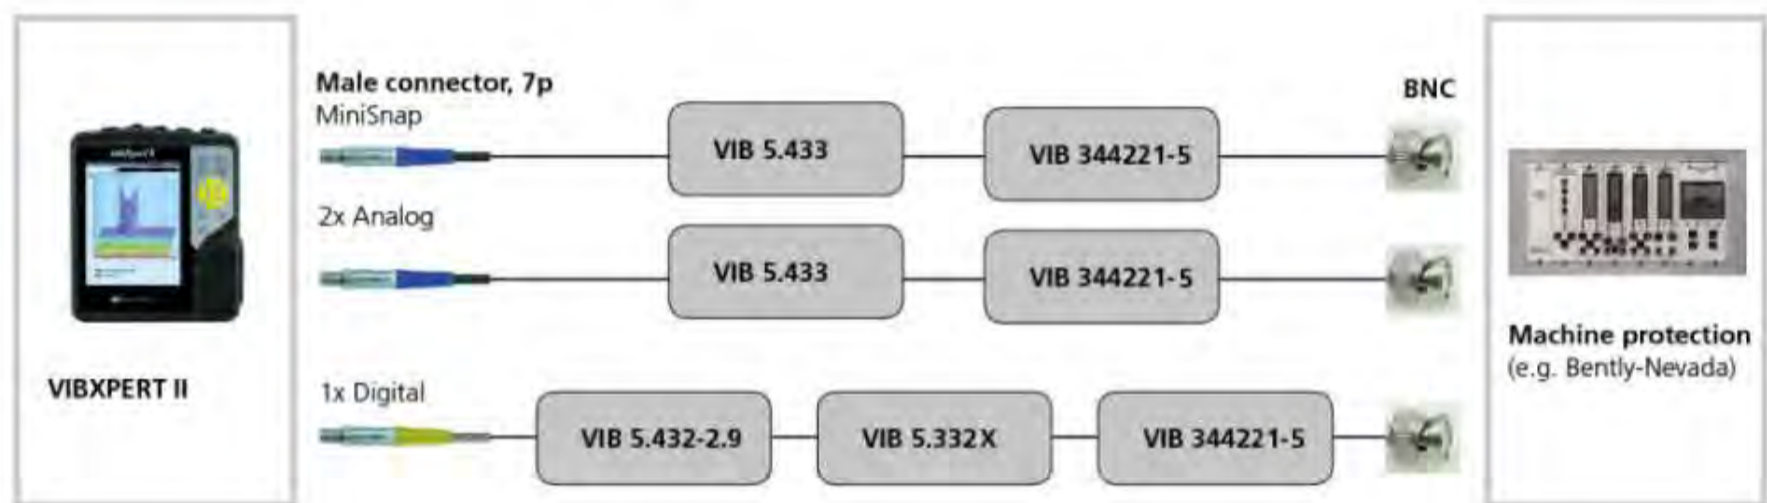 VIBXPERT II
Male connector, 7p
MiniSnap
2x Analog
1x Digital
VIB 5.433
VIB 344221-5
VIB 5.433
VIB 344221-5
VIB 5.432-2.9
VIB 5.332X
VIB 344221-5
BNC
Machine protection
(e.g. Bently-Nevada)